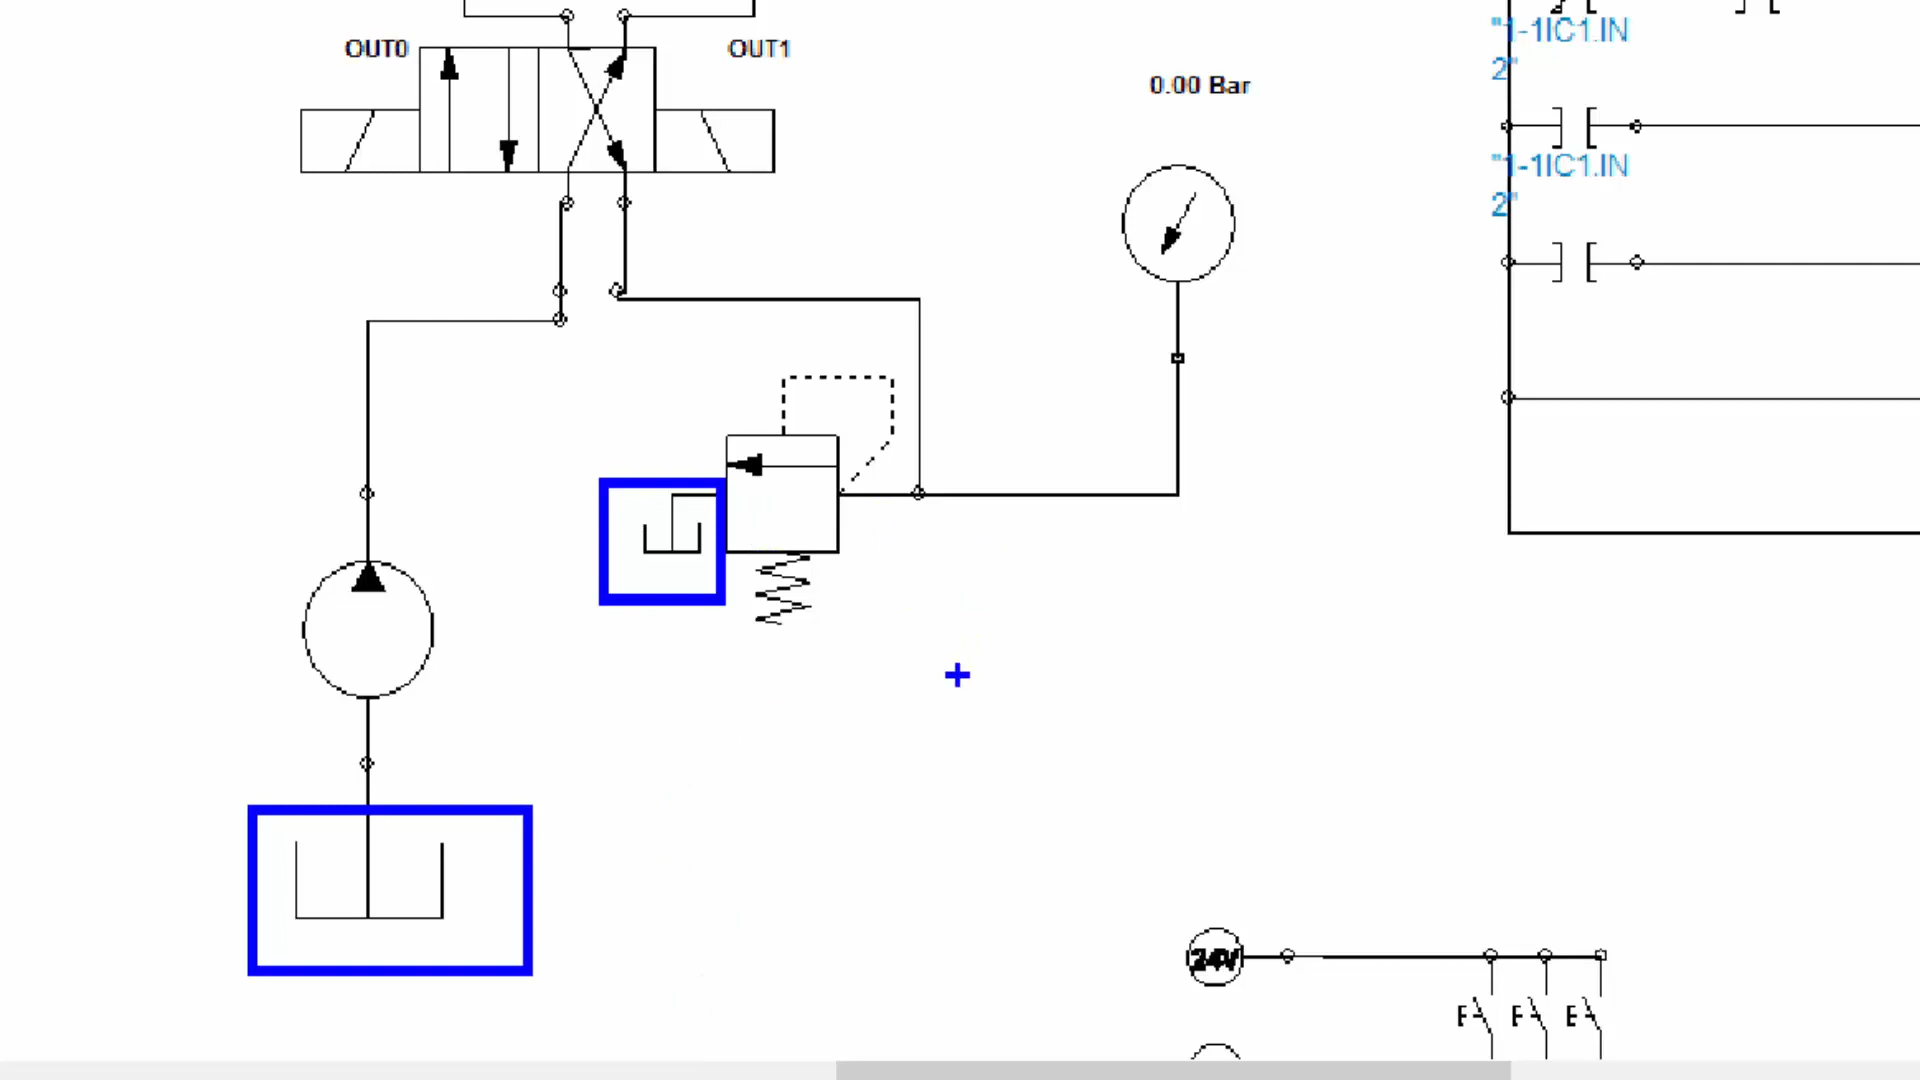 OUT0
OUT1
0.00 Bar
"1-1IC1.IN
2"
"1-1IC1.IN
2"
24V
E
E
E